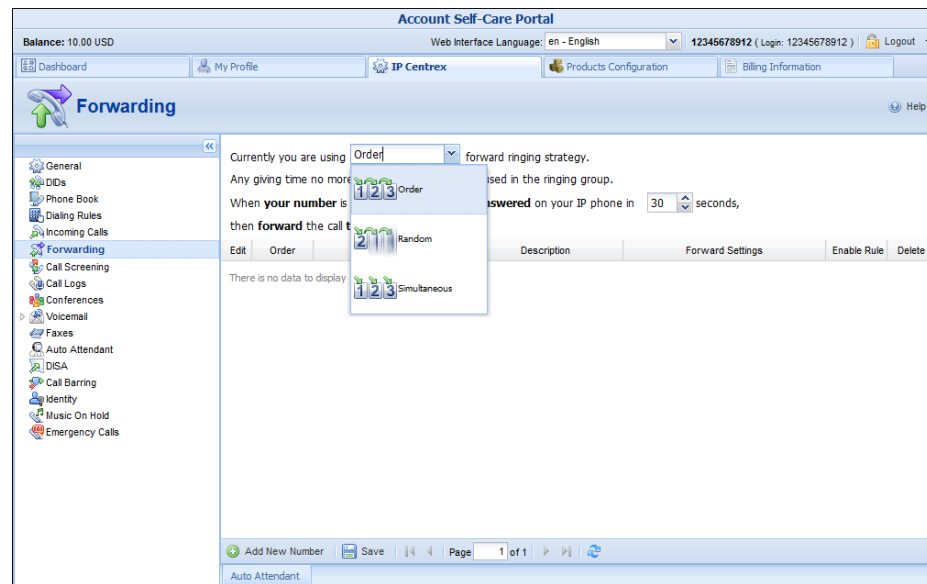 Account Self-Care Portal
Balance: 10.00 USD Web Interface Language: en - English 12345678912 ( Login: 12345678912 ) Logout
Dashboard My Profile IP Centrex Products Configuration Billing Information
Forwarding Help
General
DIDs
Phone Book
Dialing Rules
Incoming Calls
Forwarding
Call Screening
Call Logs
Conferences
Voicemail
Faxes
Auto Attendant
DISA
Call Barring
Identity
Music On Hold
Emergency Calls
Currently you are using Order forward ringing strategy.
Any giving time no more used in the ringing group.
When your number is answered on your IP phone in 30 seconds,
then forward the call
Order
Random
Simultaneous
Edit Order Description Forward Settings Enable Rule Delete
There is no data to display
Add New Number Save Page 1 of 1
Auto Attendant